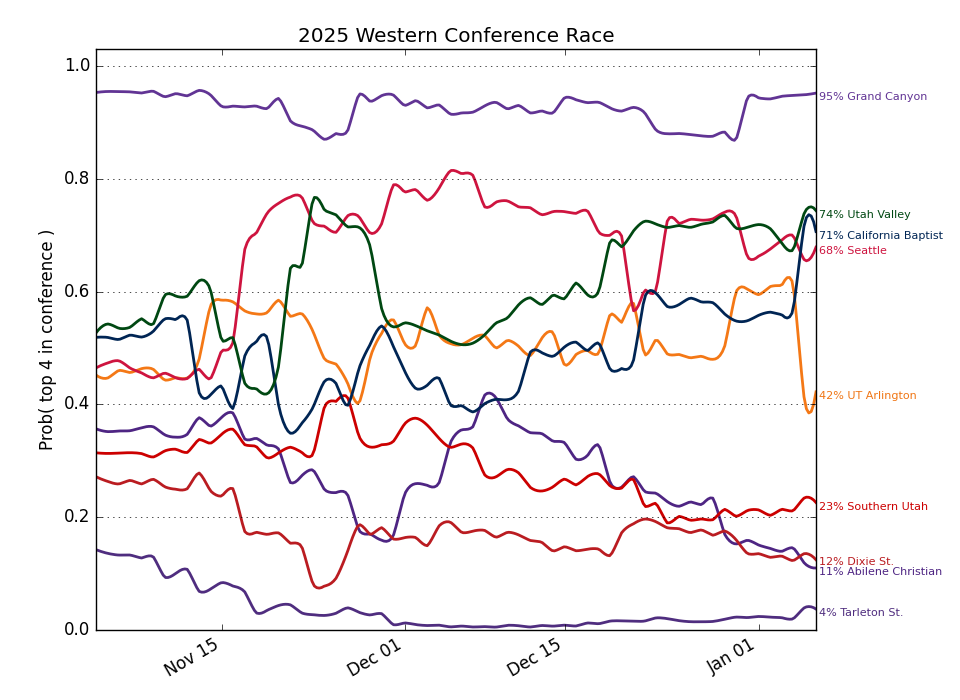 2025 Western Conference Race
Prob( top 4 in conference )
1.0
0.8
0.6
0.4
0.2
0.0
Nov 15
Dec 01
Dec 15
Jan 01
95% Grand Canyon
74% Utah Valley
71% California Baptist
68% Seattle
42% UT Arlington
23% Southern Utah
12% Dixie St.
11% Abilene Christian
4% Tarleton St.